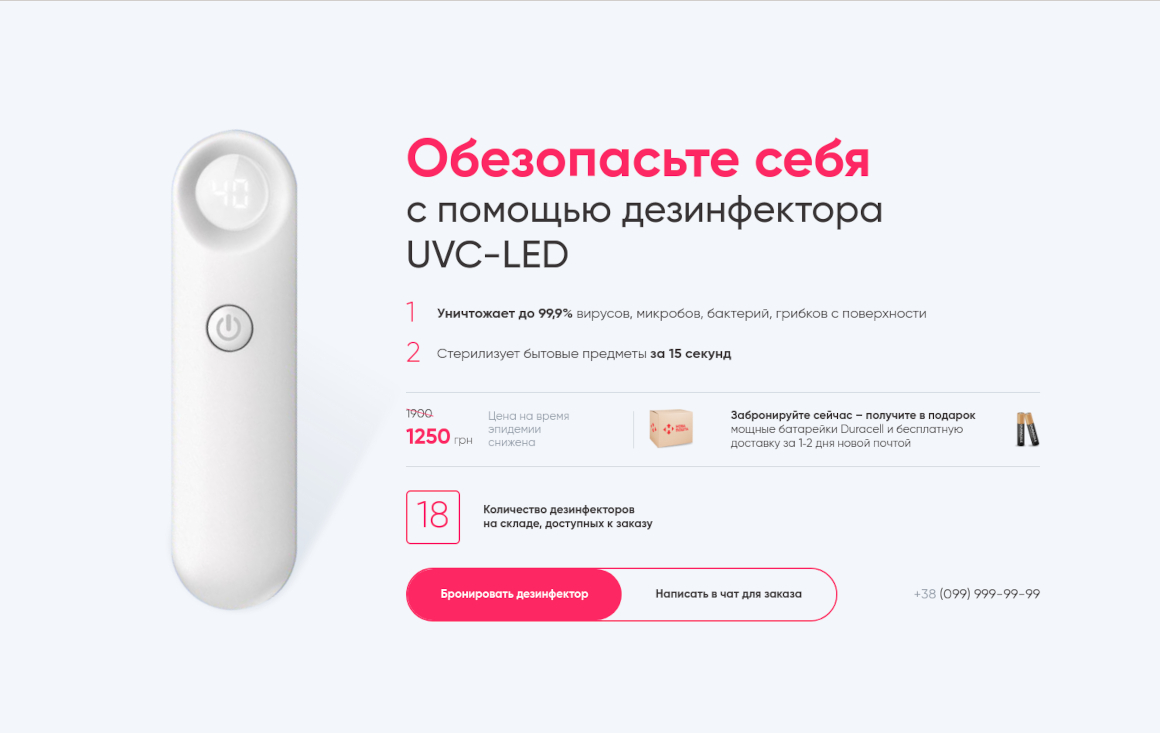 40
Обезопасьте себя
с помощью дезинфектора
UVC-LED
1 Уничтожает до 99,9% вирусов, микробов, бактерий, грибков с поверхности
2 Стерилизует бытовые предметы за 15 секунд
1900
1250 грн
Цена на время
эпидемии
снижена
Забронируйте сейчас – получите в подарок
мощные батарейки Duracell и бесплатную
доставку за 1-2 дня новой почтой
18
Количество дезинфекторов
на складе, доступных к заказу
Бронировать дезинфектор
Написать в чат для заказа
+38 (099) 999-99-99